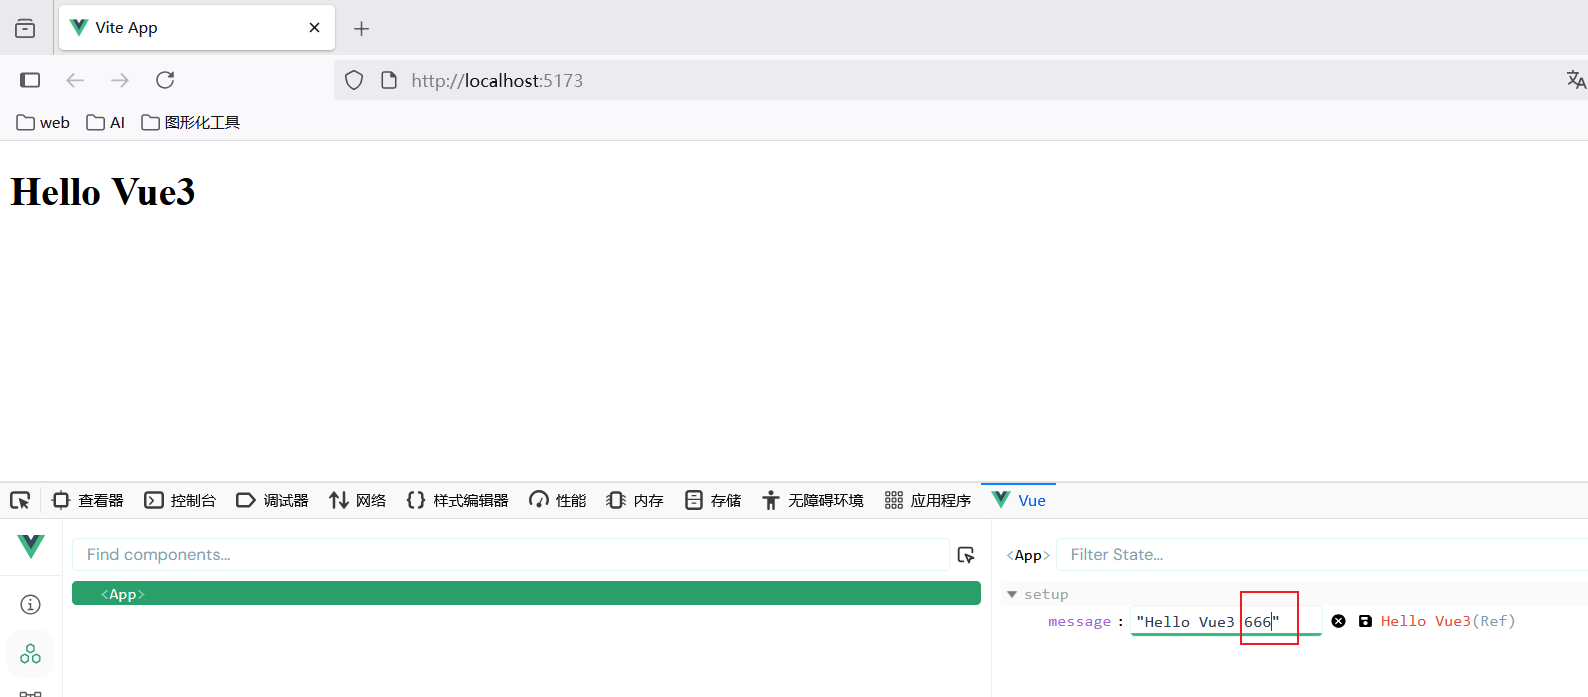 Vite App
http://localhost:5173
web AI 图形化工具
Hello Vue3
查看器 控制台 调试器 网络 样式编辑器 性能 内存 存储 无障碍环境 应用程序 Vue
Find components...
<App> Filter State...
<App>
setup
message : "Hello Vue3 666" Hello Vue3(Ref)